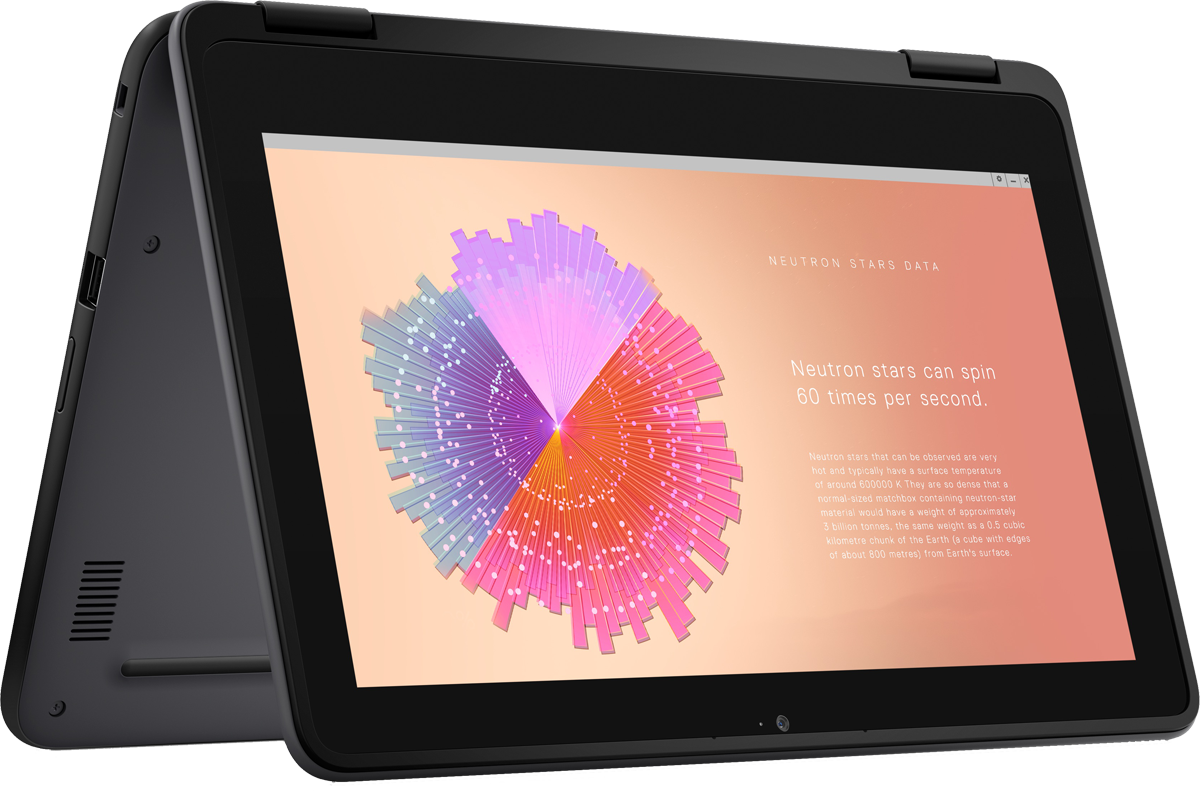 NEUTRON STARS DATA
Neutron stars can spin
60 times per second.
Neutron stars that can be observed are very
hot and typically have a surface temperature
of around 600000 K They are so dense that a
normal-sized matchbox containing neutron-star
material would have a weight of approximately
3 billion tonnes, the same weight as a 0.5 cubic
kilometre chunk of the Earth (a cube with edges
of about 800 metres) from Earth's surface.